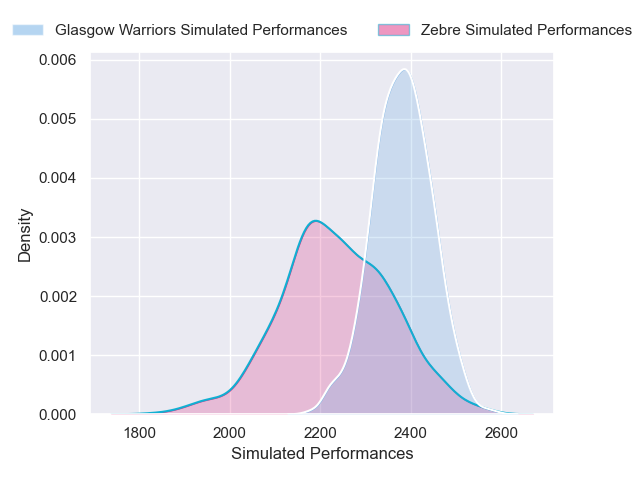 Glasgow Warriors Simulated Performances Zebre Simulated Performances
0.006
0.005
0.004
0.003
0.002
0.001
0.000
Density
1800 2000 2200 2400 2600
Simulated Performances